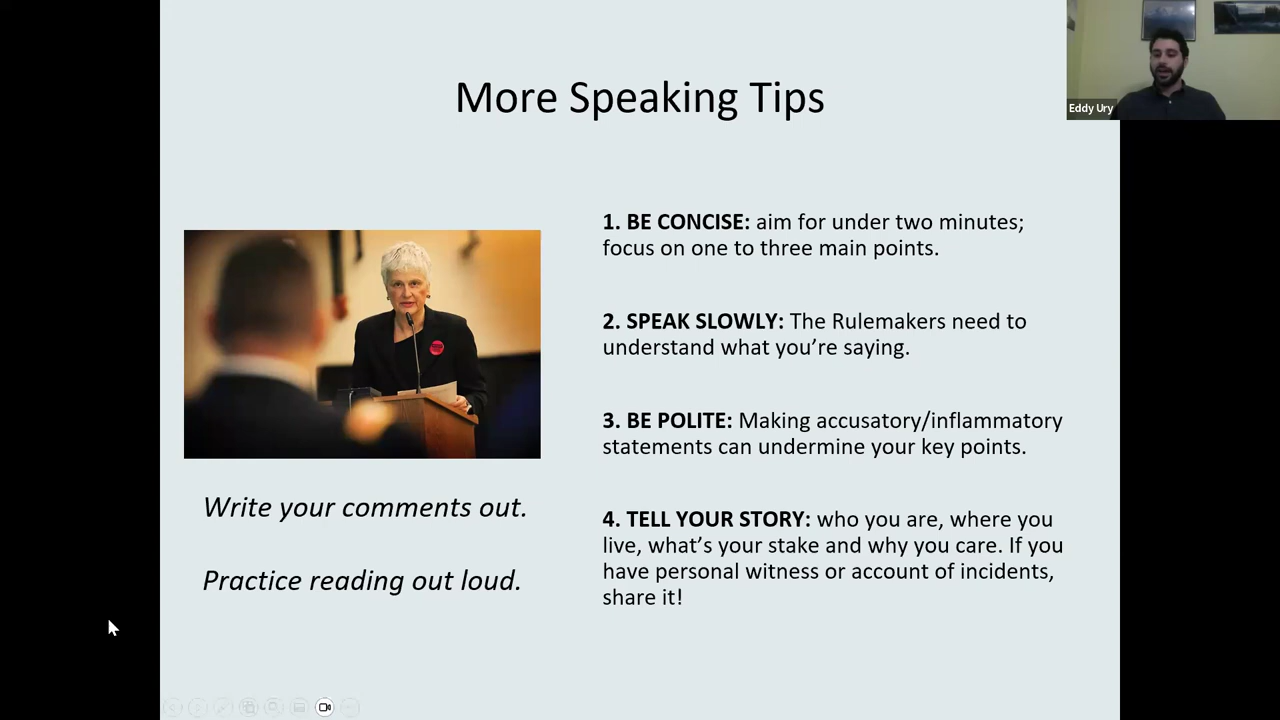 More Speaking Tips
Eddy Ury
1. BE CONCISE: aim for under two minutes;
focus on one to three main points.
2. SPEAK SLOWLY: The Rulemakers need to
understand what you’re saying.
3. BE POLITE: Making accusatory/inflammatory
statements can undermine your key points.
4. TELL YOUR STORY: who you are, where you
live, what’s your stake and why you care. If you
have personal witness or account of incidents,
share it!
Write your comments out.
Practice reading out loud.